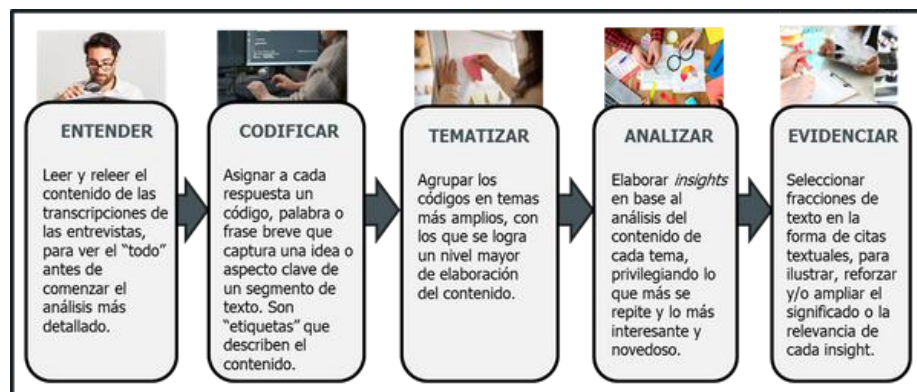 ENTENDER
Leer y releer el
contenido de las
transcripciones de
las entrevistas,
para ver el “todo”
antes de
comenzar el
análisis más
detallado.
CODIFICAR
Asignar a cada
respuesta un
código, palabra o
frase breve que
captura una idea o
aspecto clave de
un segmento de
texto. Son
“etiquetas” que
describen el
contenido.
TEMATIZAR
Agrupar los
códigos en temas
más amplios, con
los que se logra
un nivel mayor
de elaboración
del contenido.
ANALIZAR
Elaborar insights
en base al
análisis del
contenido de
cada tema,
privilegiando lo
que más se
repite y lo más
interesante y
novedoso.
EVIDENCIAR
Seleccionar
fracciones de
texto en la
forma de citas
textuales, para
ilustrar, reforzar
y/o ampliar el
significado o la
relevancia de
cada insight.